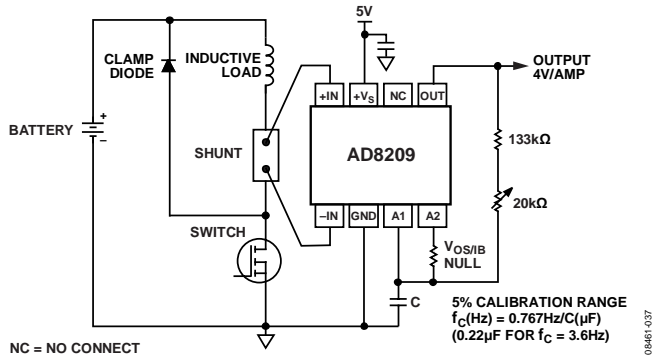 5V
OUTPUT
4V/AMP
CLAMP
DIODE
INDUCTIVE
LOAD
+IN
+VS
NC
OUT
BATTERY
+
–
SHUNT
AD8209
133kΩ
20kΩ
–IN
GND
A1
A2
SWITCH
VOS/IB
NULL
C
5% CALIBRATION RANGE
fC(Hz) = 0.767Hz/C(µF)
(0.22µF FOR fC = 3.6Hz)
NC = NO CONNECT
08461-037